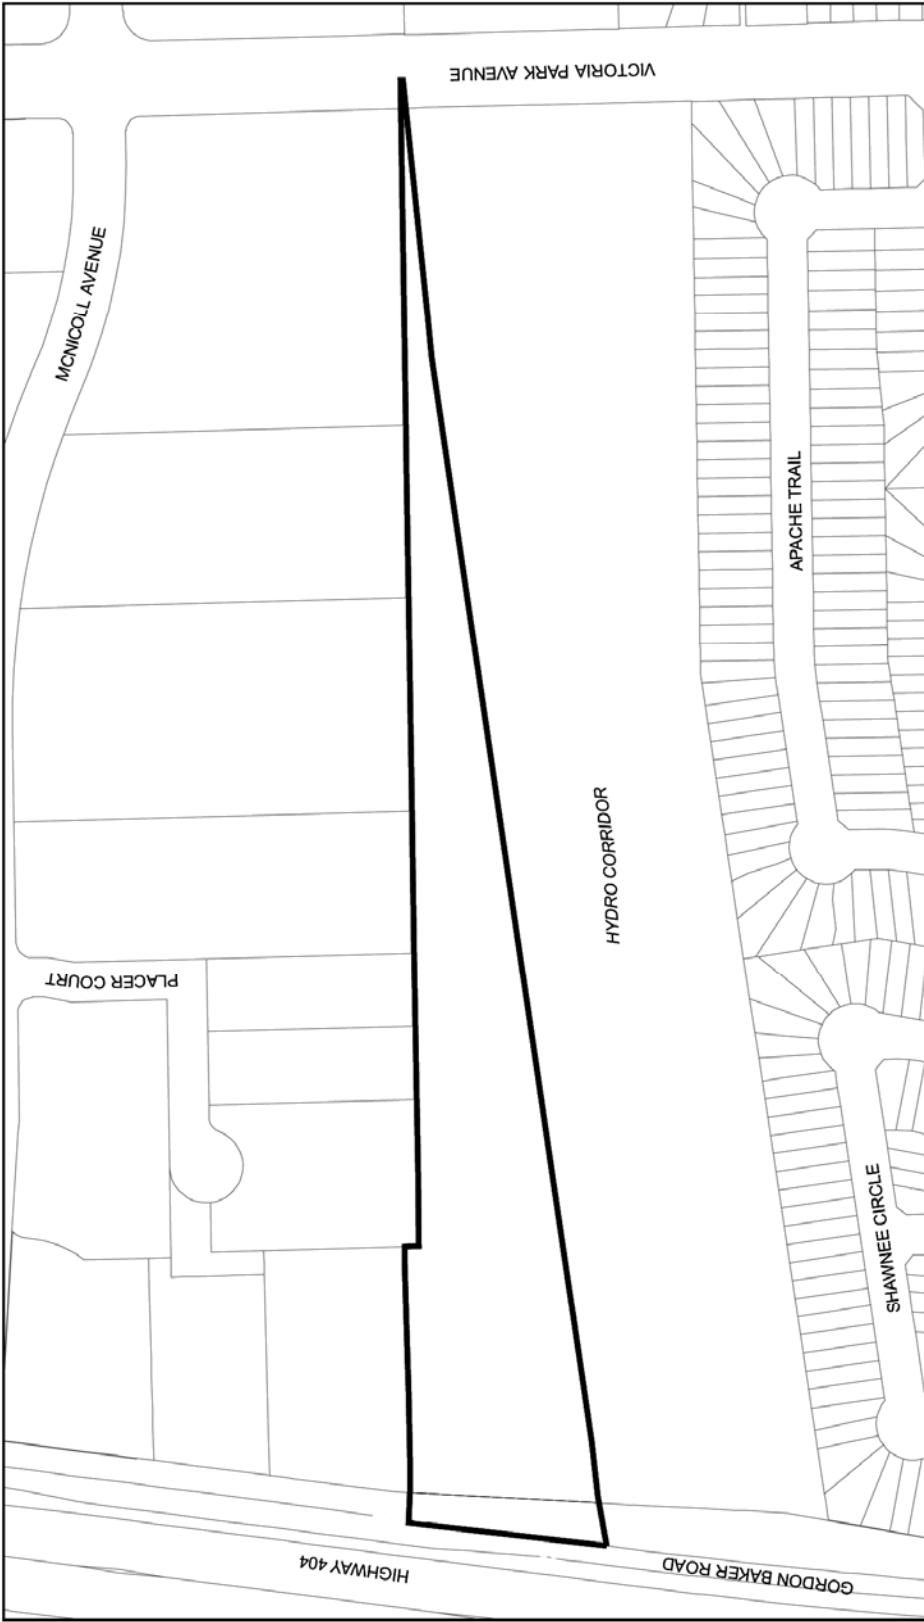 VICTORIA PARK AVENUE
MCNICOLL AVENUE
APACHE TRAIL
HYDRO CORRIDOR
PLACER COURT
SHAWNEE CIRCLE
HIGHWAY 404
GORDON BAKER ROAD